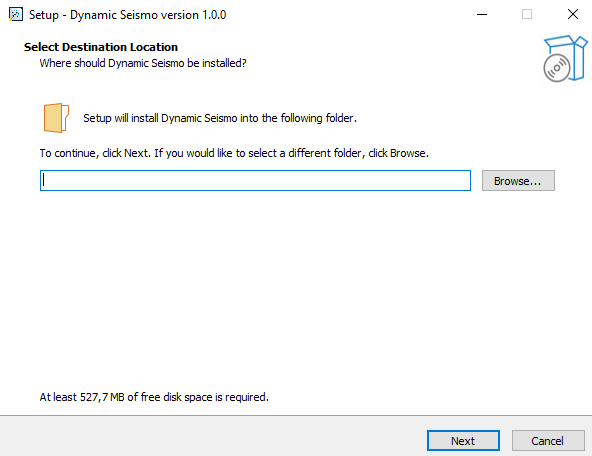 Setup - Dynamic Seismo version 1.0.0
Select Destination Location
Where should Dynamic Seismo be installed?
Setup will install Dynamic Seismo into the following folder.
To continue, click Next. If you would like to select a different folder, click Browse.
Browse...
At least 527,7 MB of free disk space is required.
Next
Cancel